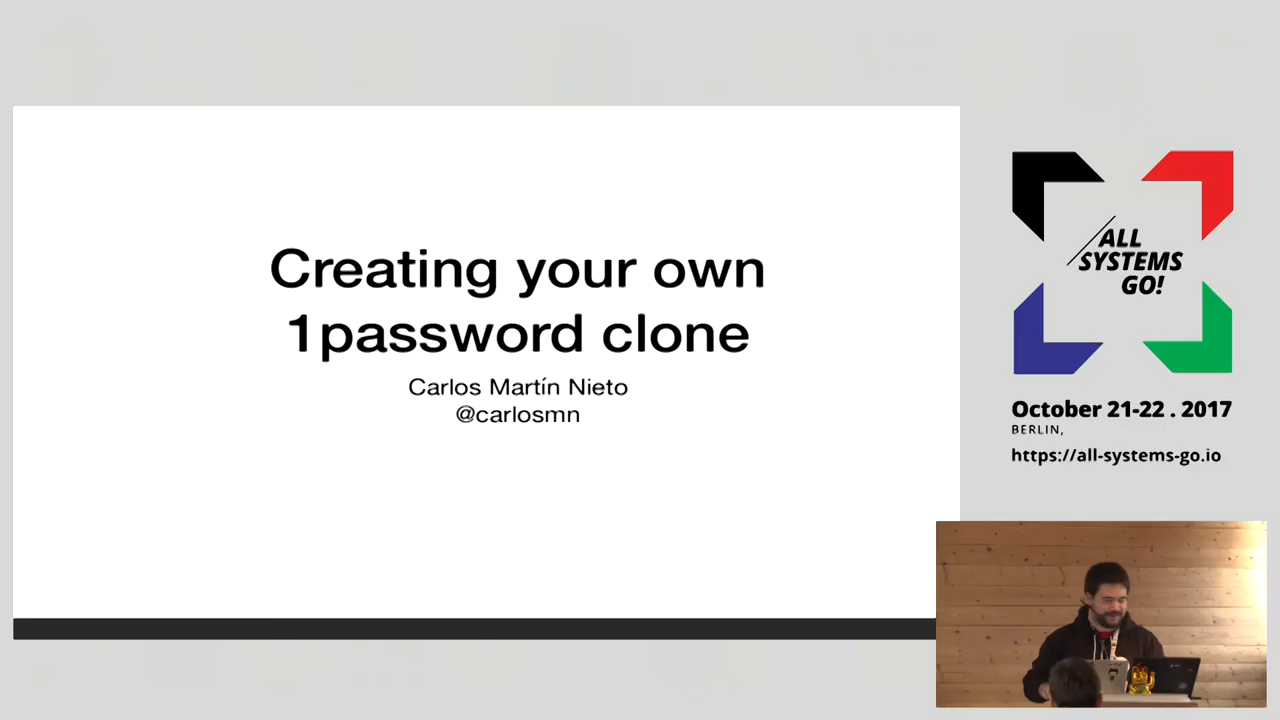 Creating your own
1password clone
Carlos Martín Nieto
@carlosmn
ALL
SYSTEMS
GO!
October 21-22 . 2017
BERLIN,
https://all-systems-go.io